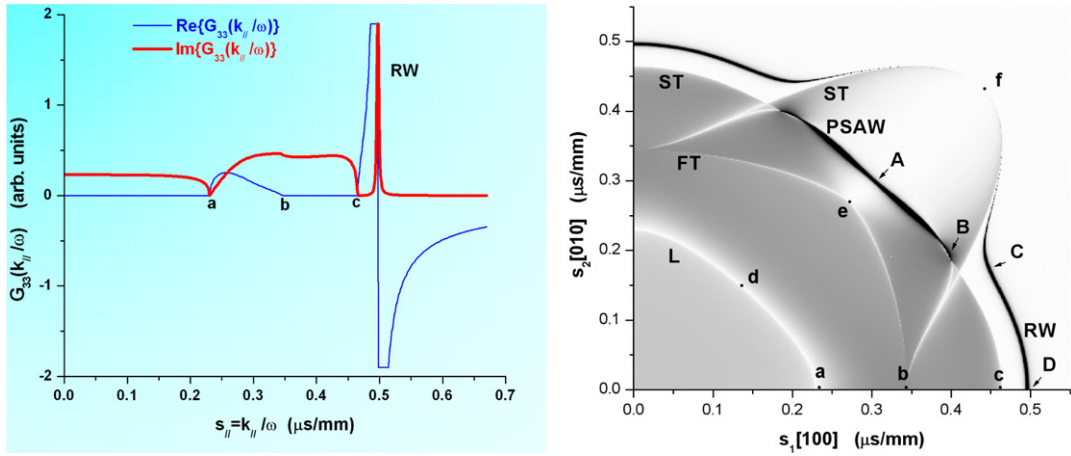 Re{G33(k// /ω)}
Im{G33(k// /ω)}
RW
2
1
0
-1
-2
a
b
c
0.0 0.1 0.2 0.3 0.4 0.5 0.6 0.7
G33(k// /ω) (arb. units)
s//=k///ω (μs/mm)
0.5
0.4
0.3
0.2
0.1
0.0
s2[010] (μs/mm)
ST
ST
f
PSAW
A
FT
e
B
L
d
C
RW
a
b
c
D
0.0 0.1 0.2 0.3 0.4 0.5
s1[100] (μs/mm)